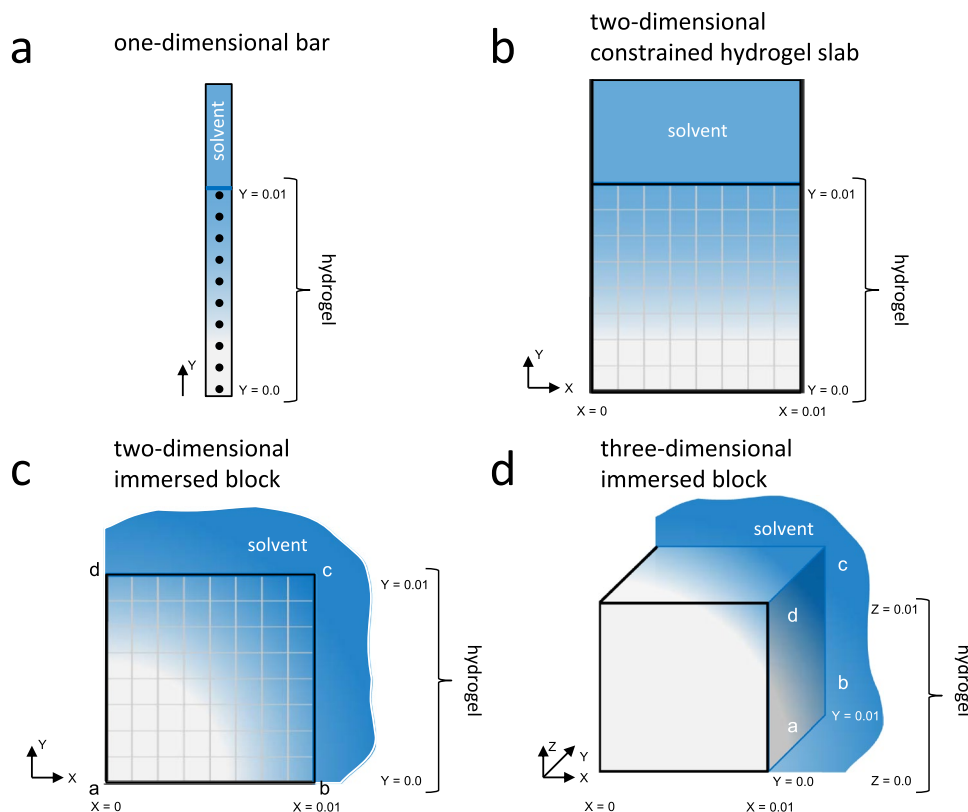 a
one-dimensional bar
solvent
Y = 0.01
hydrogel
Y
Y = 0.0
b
two-dimensional
constrained hydrogel slab
solvent
Y = 0.01
hydrogel
Y
X
Y = 0.0
X = 0
X = 0.01
c
two-dimensional
immersed block
solvent
d
c
Y = 0.01
hydrogel
Y
X
a
b
Y = 0.0
X = 0
X = 0.01
d
three-dimensional
immersed block
solvent
c
d
Z = 0.01
hydrogel
b
a
Y = 0.01
Z
Y
X
Y = 0.0
Z = 0.0
X = 0
X = 0.01